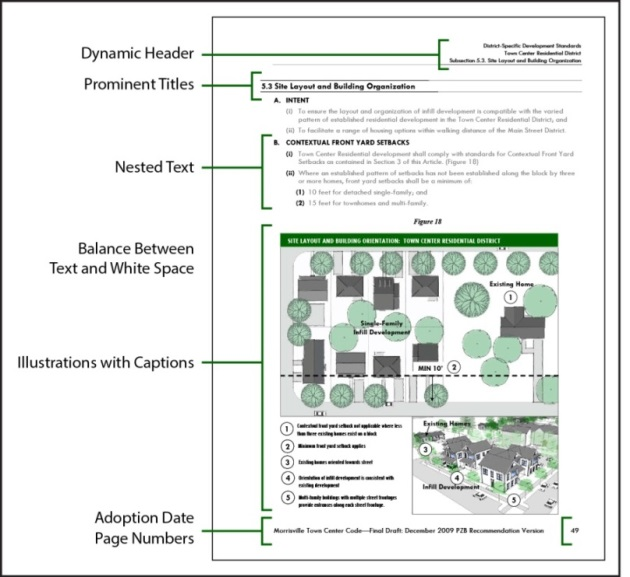 Dynamic Header
District-Specific Development Standards
Town Center Residential District
Subsection 5.3. Site Layout and Building Organization
Prominent Titles
5.3 Site Layout and Building Organization
A. INTENT
(i) To ensure the layout and organization of infill development is compatible with the varied
pattern of established residential development in the Town Center Residential District, and
(ii) To facilitate a range of housing options within walking distance of the Main Street District.
Nested Text
B. CONTEXTUAL FRONT YARD SETBACKS
(i) Town Center Residential development shall comply with standards for Contextual Front Yard
Setbacks as contained in Section 3 of this Article. (Figure 18)
(ii) Where an established pattern of setbacks has not been established along the block by three
or more homes, front yard setbacks shall be a minimum of:
(1) 10 feet for detached single-family; and
(2) 15 feet for townhomes and multi-family.
Balance Between
Text and White Space
Figure 18
SITE LAYOUT AND BUILDING ORIENTATION: TOWN CENTER RESIDENTIAL DISTRICT
Existing Home
1
Single-Family
Infill Development
MIN 10'
2
Illustrations with Captions
1 Contextual front yard setback not applicable where less
than three existing homes exist on a block
2 Minimum front yard setback applies
3 Existing homes oriented towards street
4 Orientation of infill development is consistent with
existing development
5 Multi-family buildings with multiple street frontages
provide entrances along each street frontage.
Existing Homes
3
4
Infill Development
5
Adoption Date
Page Numbers
Morrisville Town Center Code—Final Draft: December 2009 PZB Recommendation Version
49